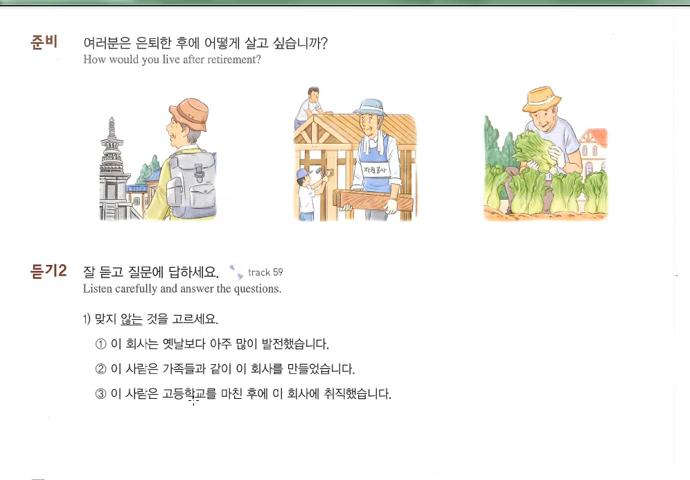 준비 여러분은 은퇴한 후에 어떻게 살고 싶습니까?
How would you live after retirement?
자원봉사
듣기2 잘 듣고 질문에 답하세요. track 59
Listen carefully and answer the questions.
1) 맞지 않는 것을 고르세요.
① 이 회사는 옛날보다 아주 많이 발전했습니다.
② 이 사람은 가족들과 같이 이 회사를 만들었습니다.
③ 이 사람은 고등학교를 마친 후에 이 회사에 취직했습니다.